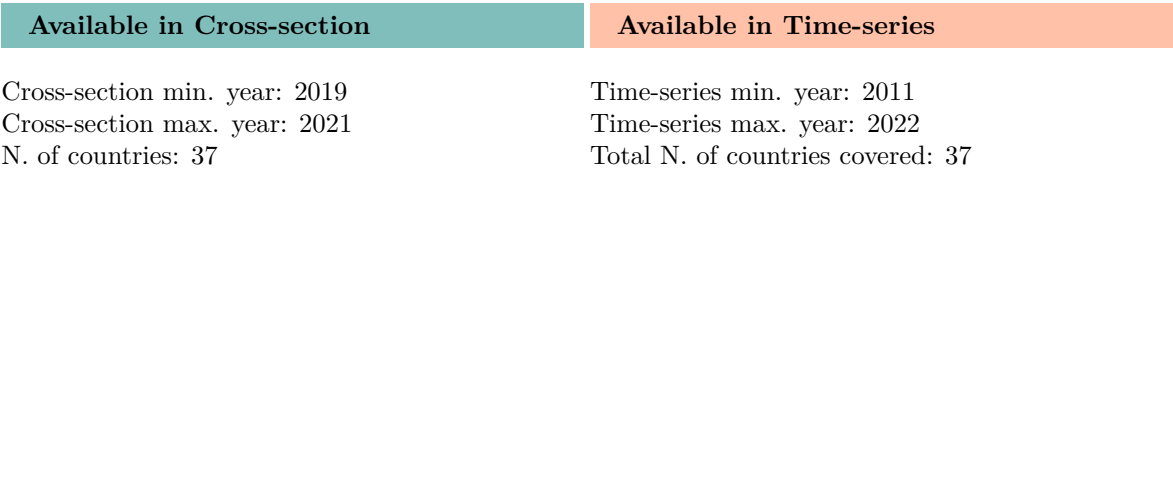 Available in Cross-section
Cross-section min. year: 2019
Cross-section max. year: 2021
N. of countries: 37
Available in Time-series
Time-series min. year: 2011
Time-series max. year: 2022
Total N. of countries covered: 37